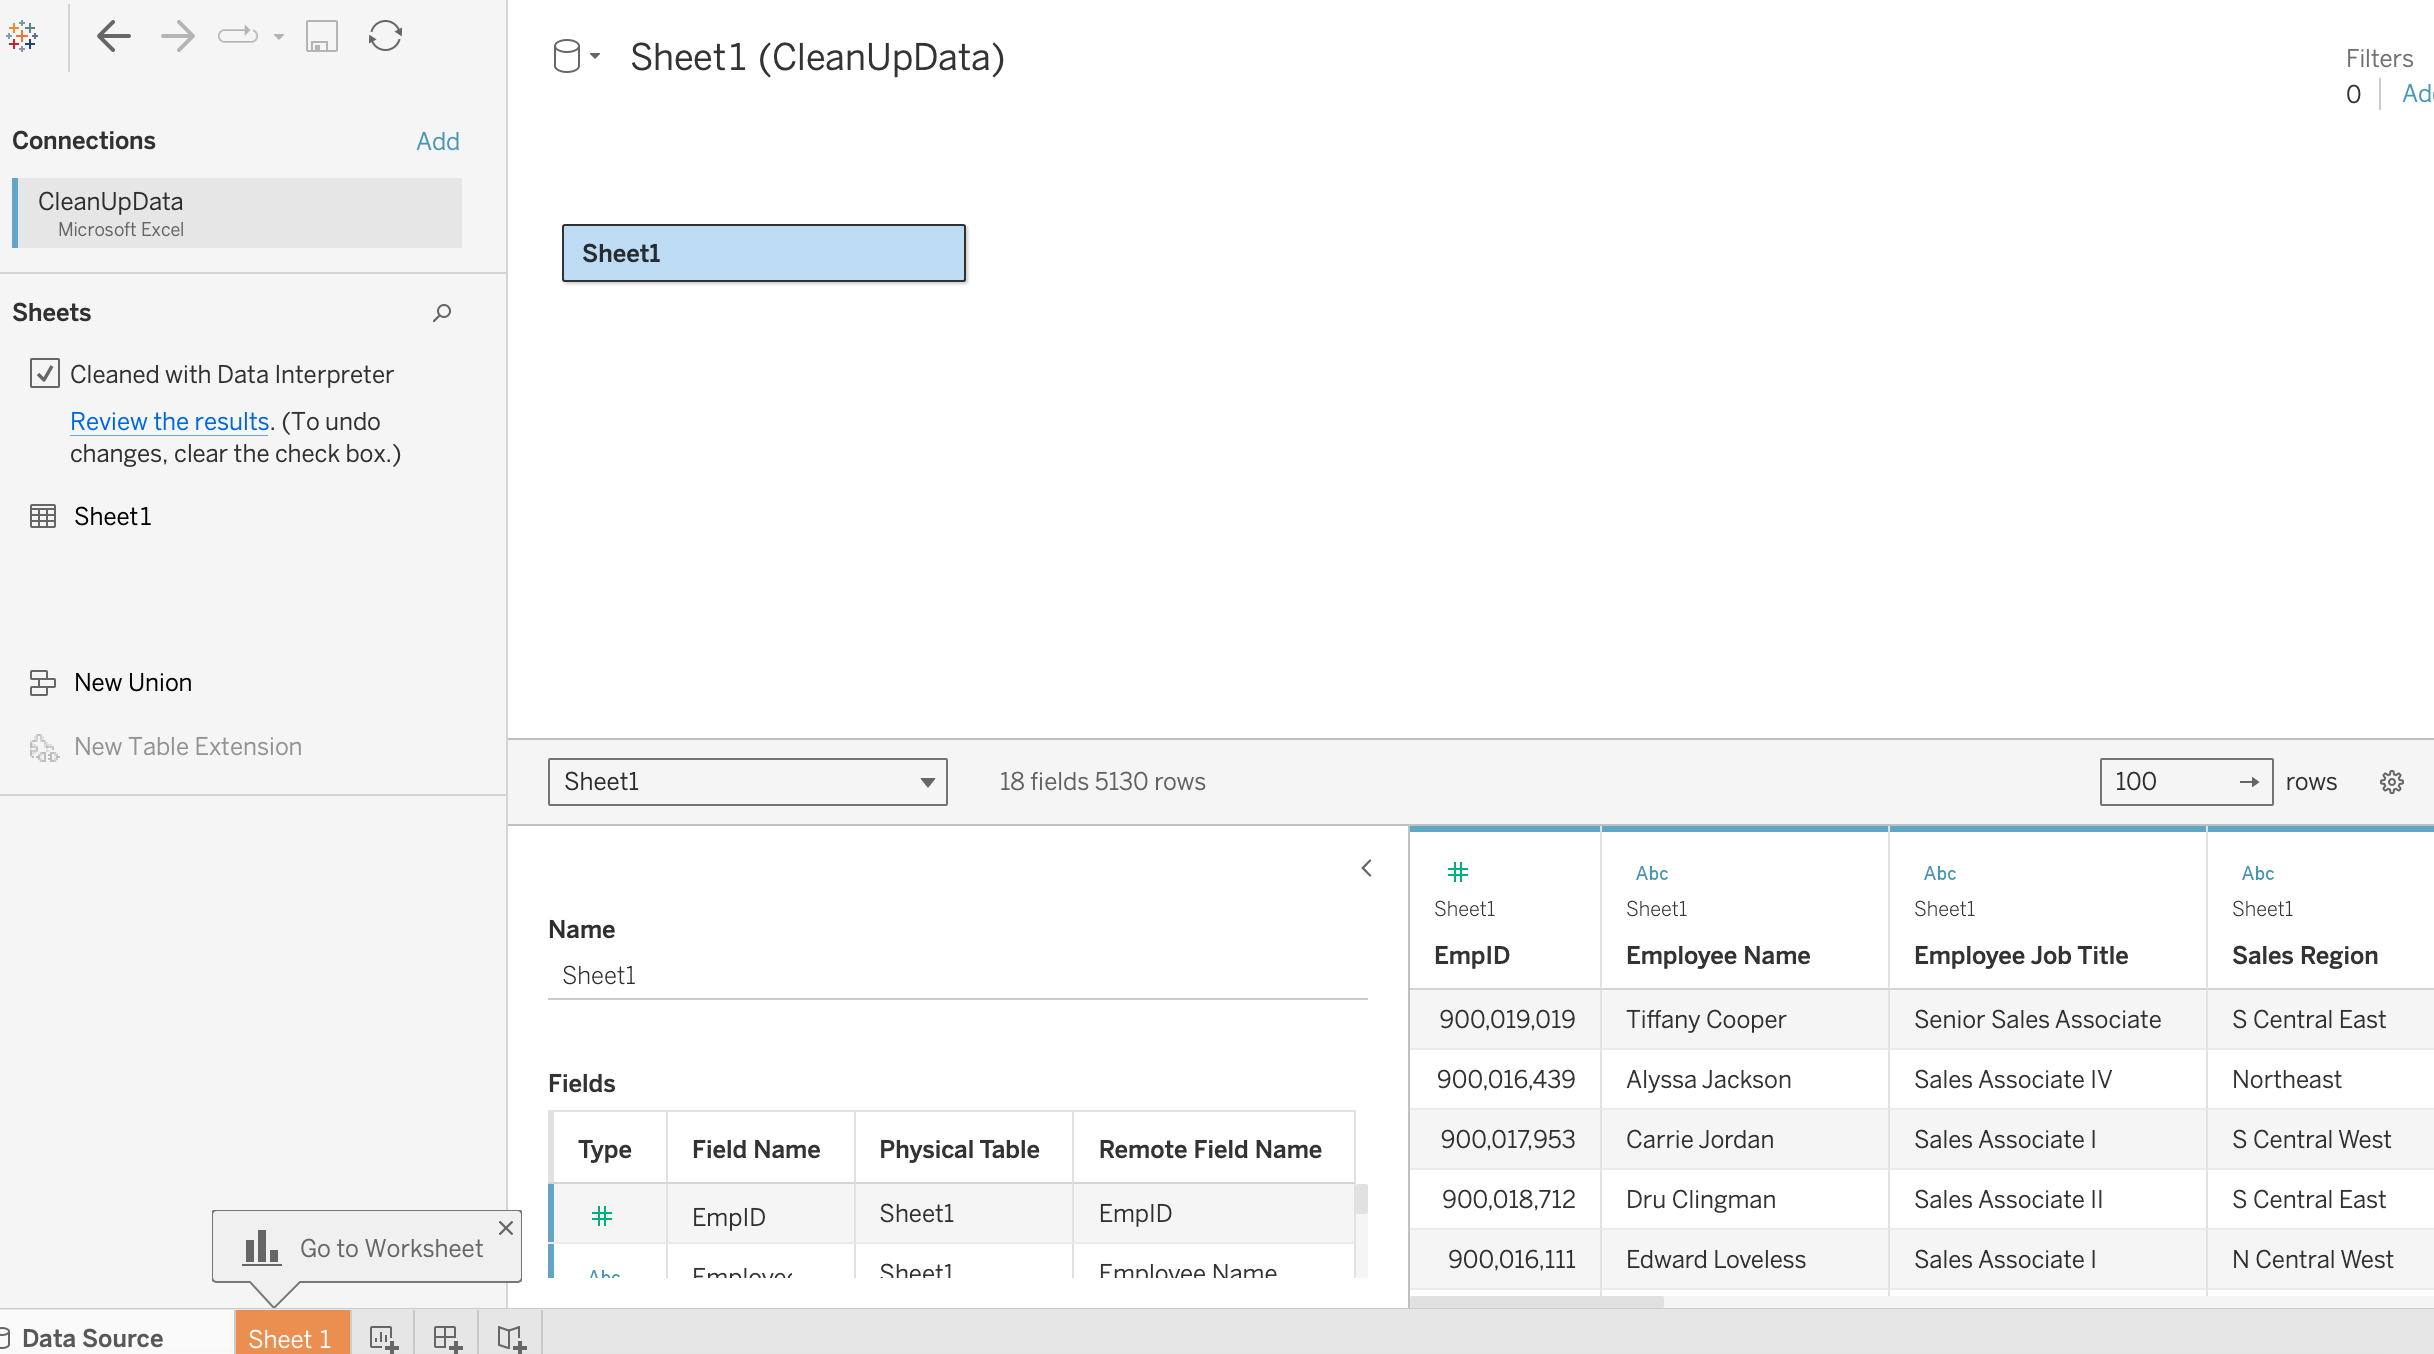 Sheet1 (CleanUpData)
Filters
0
Connections
Add
CleanUpData
Microsoft Excel
Sheet1
Sheets
Cleaned with Data Interpreter
Review the results. (To undo
changes, clear the check box.)
Sheet1
New Union
New Table Extension
Sheet1
18 fields 5130 rows
100
rows
Name
Sheet1
Fields
Type Field Name Physical Table Remote Field Name
EmpID Sheet1 EmpID
Abc Sheet1 Employee Name
Abc Abc Abc
Sheet1 Sheet1 Sheet1 Sheet1
EmpID Employee Name Employee Job Title Sales Region
900,019,019 Tiffany Cooper Senior Sales Associate S Central East
900,016,439 Alyssa Jackson Sales Associate IV Northeast
900,017,953 Carrie Jordan Sales Associate I S Central West
900,018,712 Dru Clingman Sales Associate II S Central East
900,016,111 Edward Loveless Sales Associate I N Central West
Go to Worksheet
Data Source
Sheet 1